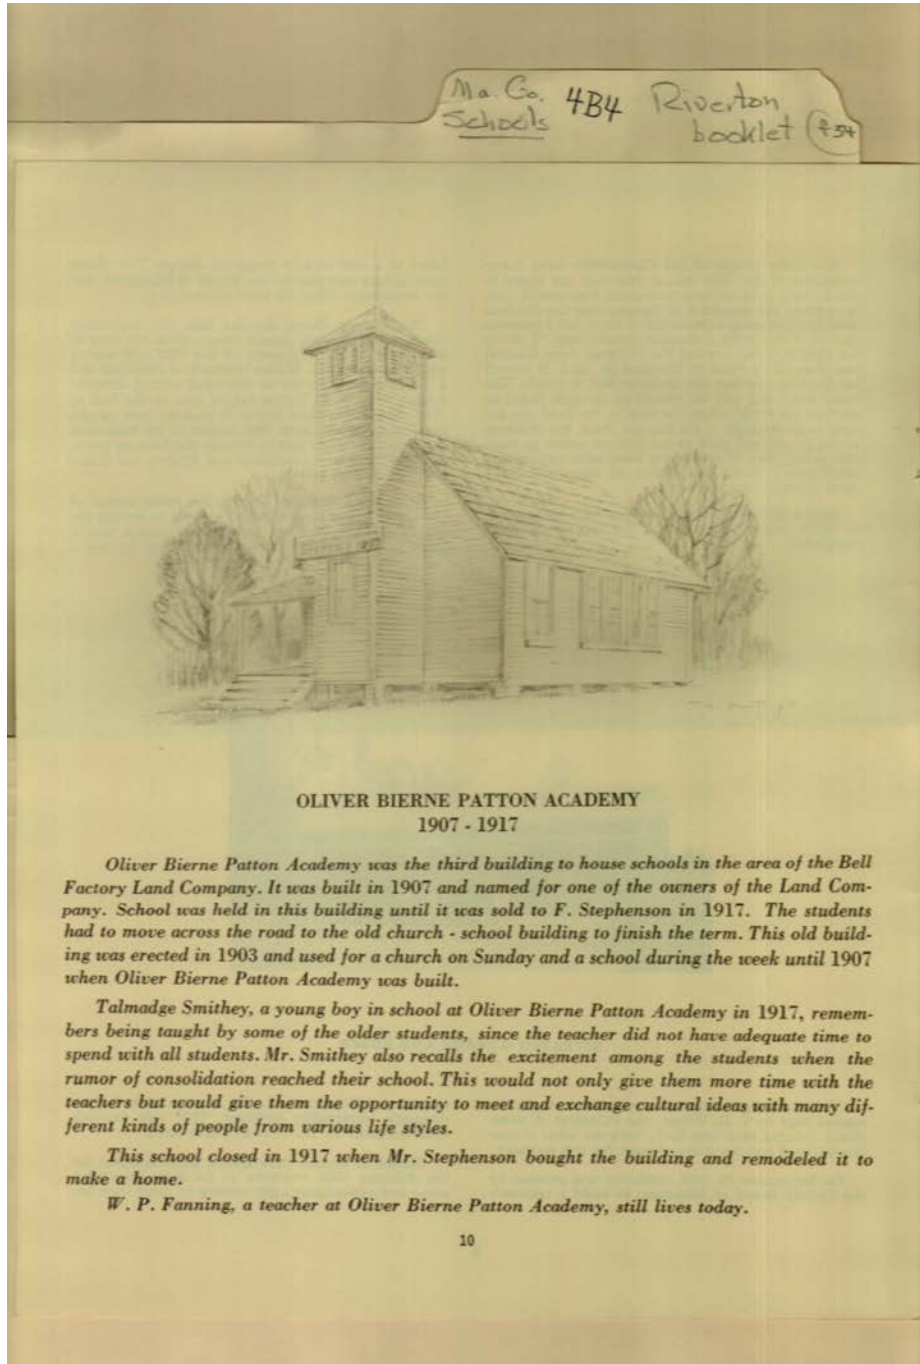 Ma. Co. 4B4 Riverton
Schools booklet
OLIVER BIERNE PATTON ACADEMY
1907 - 1917
Oliver Bierne Patton Academy was the third building to house schools in the area of the Bell
Factory Land Company. It was built in 1907 and named for one of the owners of the Land Com-
pany. School was held in this building until it was sold to F. Stephenson in 1917. The students
had to move across the road to the old church - school building to finish the term. This old build-
ing was erected in 1903 and used for a church on Sunday and a school during the week until 1907
when Oliver Bierne Patton Academy was built.
Talmadge Smithey, a young boy in school at Oliver Bierne Patton Academy in 1917, remem-
bers being taught by some of the older students, since the teacher did not have adequate time to
spend with all students. Mr. Smithey also recalls the excitement among the students when the
rumor of consolidation reached their school. This would not only give them more time with the
teachers but would give them the opportunity to meet and exchange cultural ideas with many dif-
ferent kinds of people from various life styles.
This school closed in 1917 when Mr. Stephenson bought the building and remodeled it to
make a home.
W. P. Fanning, a teacher at Oliver Bierne Patton Academy, still lives today.
10